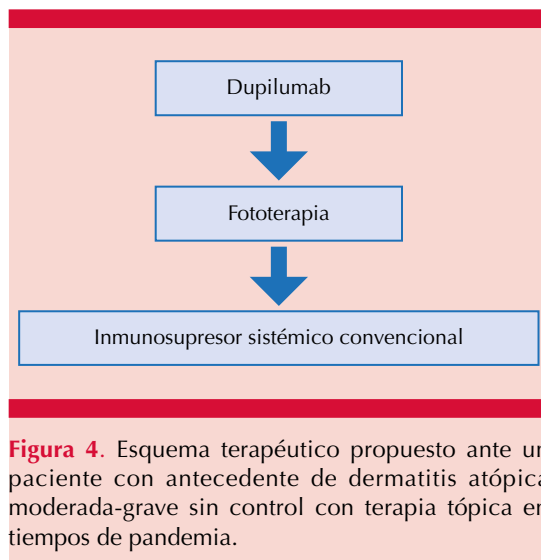 Dupilumab
Fototerapia
Inmunosupresor sistémico convencional
Figura 4. Esquema terapéutico propuesto ante un
paciente con antecedente de dermatitis atópica
moderada-grave sin control con terapia tópica en
tiempos de pandemia.